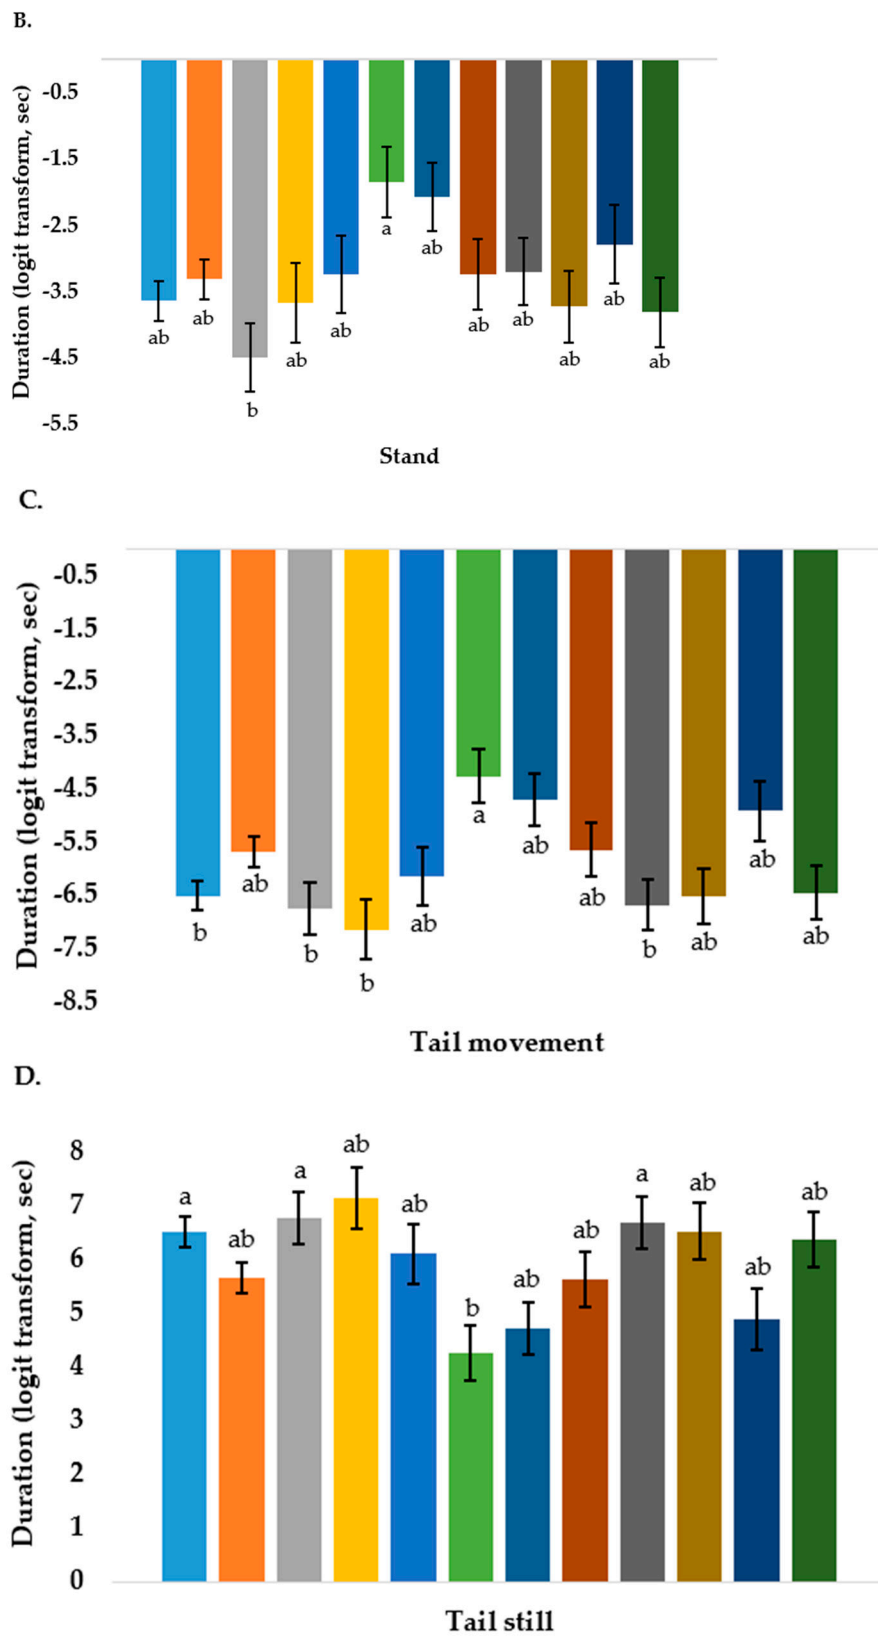 B.
Duration (logit transform, sec)
-0.5
-1.5
-2.5
-3.5
-4.5
-5.5
ab
ab
b
ab
ab
a
ab
ab
ab
ab
ab
ab
Stand
C.
Duration (logit transform, sec)
-0.5
-1.5
-2.5
-3.5
-4.5
-5.5
-6.5
-7.5
-8.5
b
ab
b
b
ab
a
ab
ab
b
ab
ab
ab
Tail movement
D.
Duration (logit transform, sec)
8
7
6
5
4
3
2
1
0
a
ab
a
ab
ab
b
ab
ab
a
ab
ab
ab
Tail still